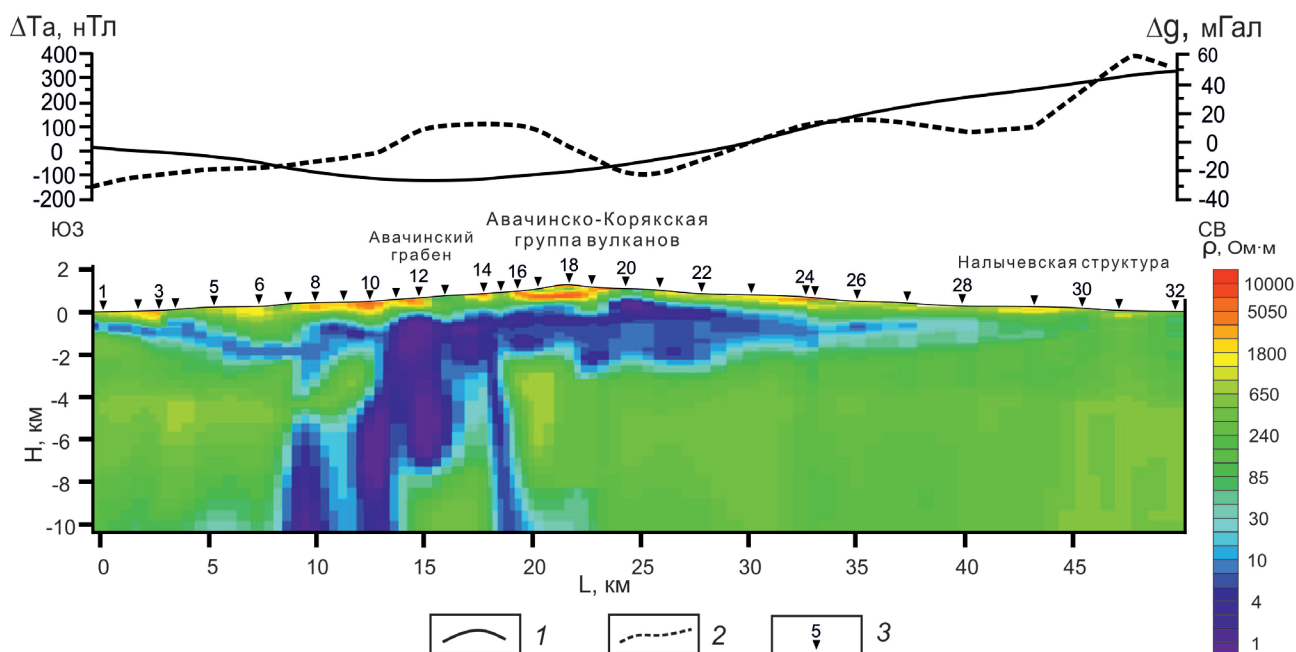 ΔTa, нТл
Δg, мГал
400
300
200
100
0
-100
-200
60
40
20
0
-20
-40
ЮЗ
СВ
Авачинский
грабен
Авачинско-Корякская
группа вулканов
Налычевская структура
ρ, Ом·м
1 3 5 6 8 10 12 14 16 18 20 22 24 26 28 30 32
2
0
-2
-4
-6
-8
-10
H, км
0 5 10 15 20 25 30 35 40 45
L, км
10000
5050
1800
650
240
85
30
10
4
1
1
2
5
3